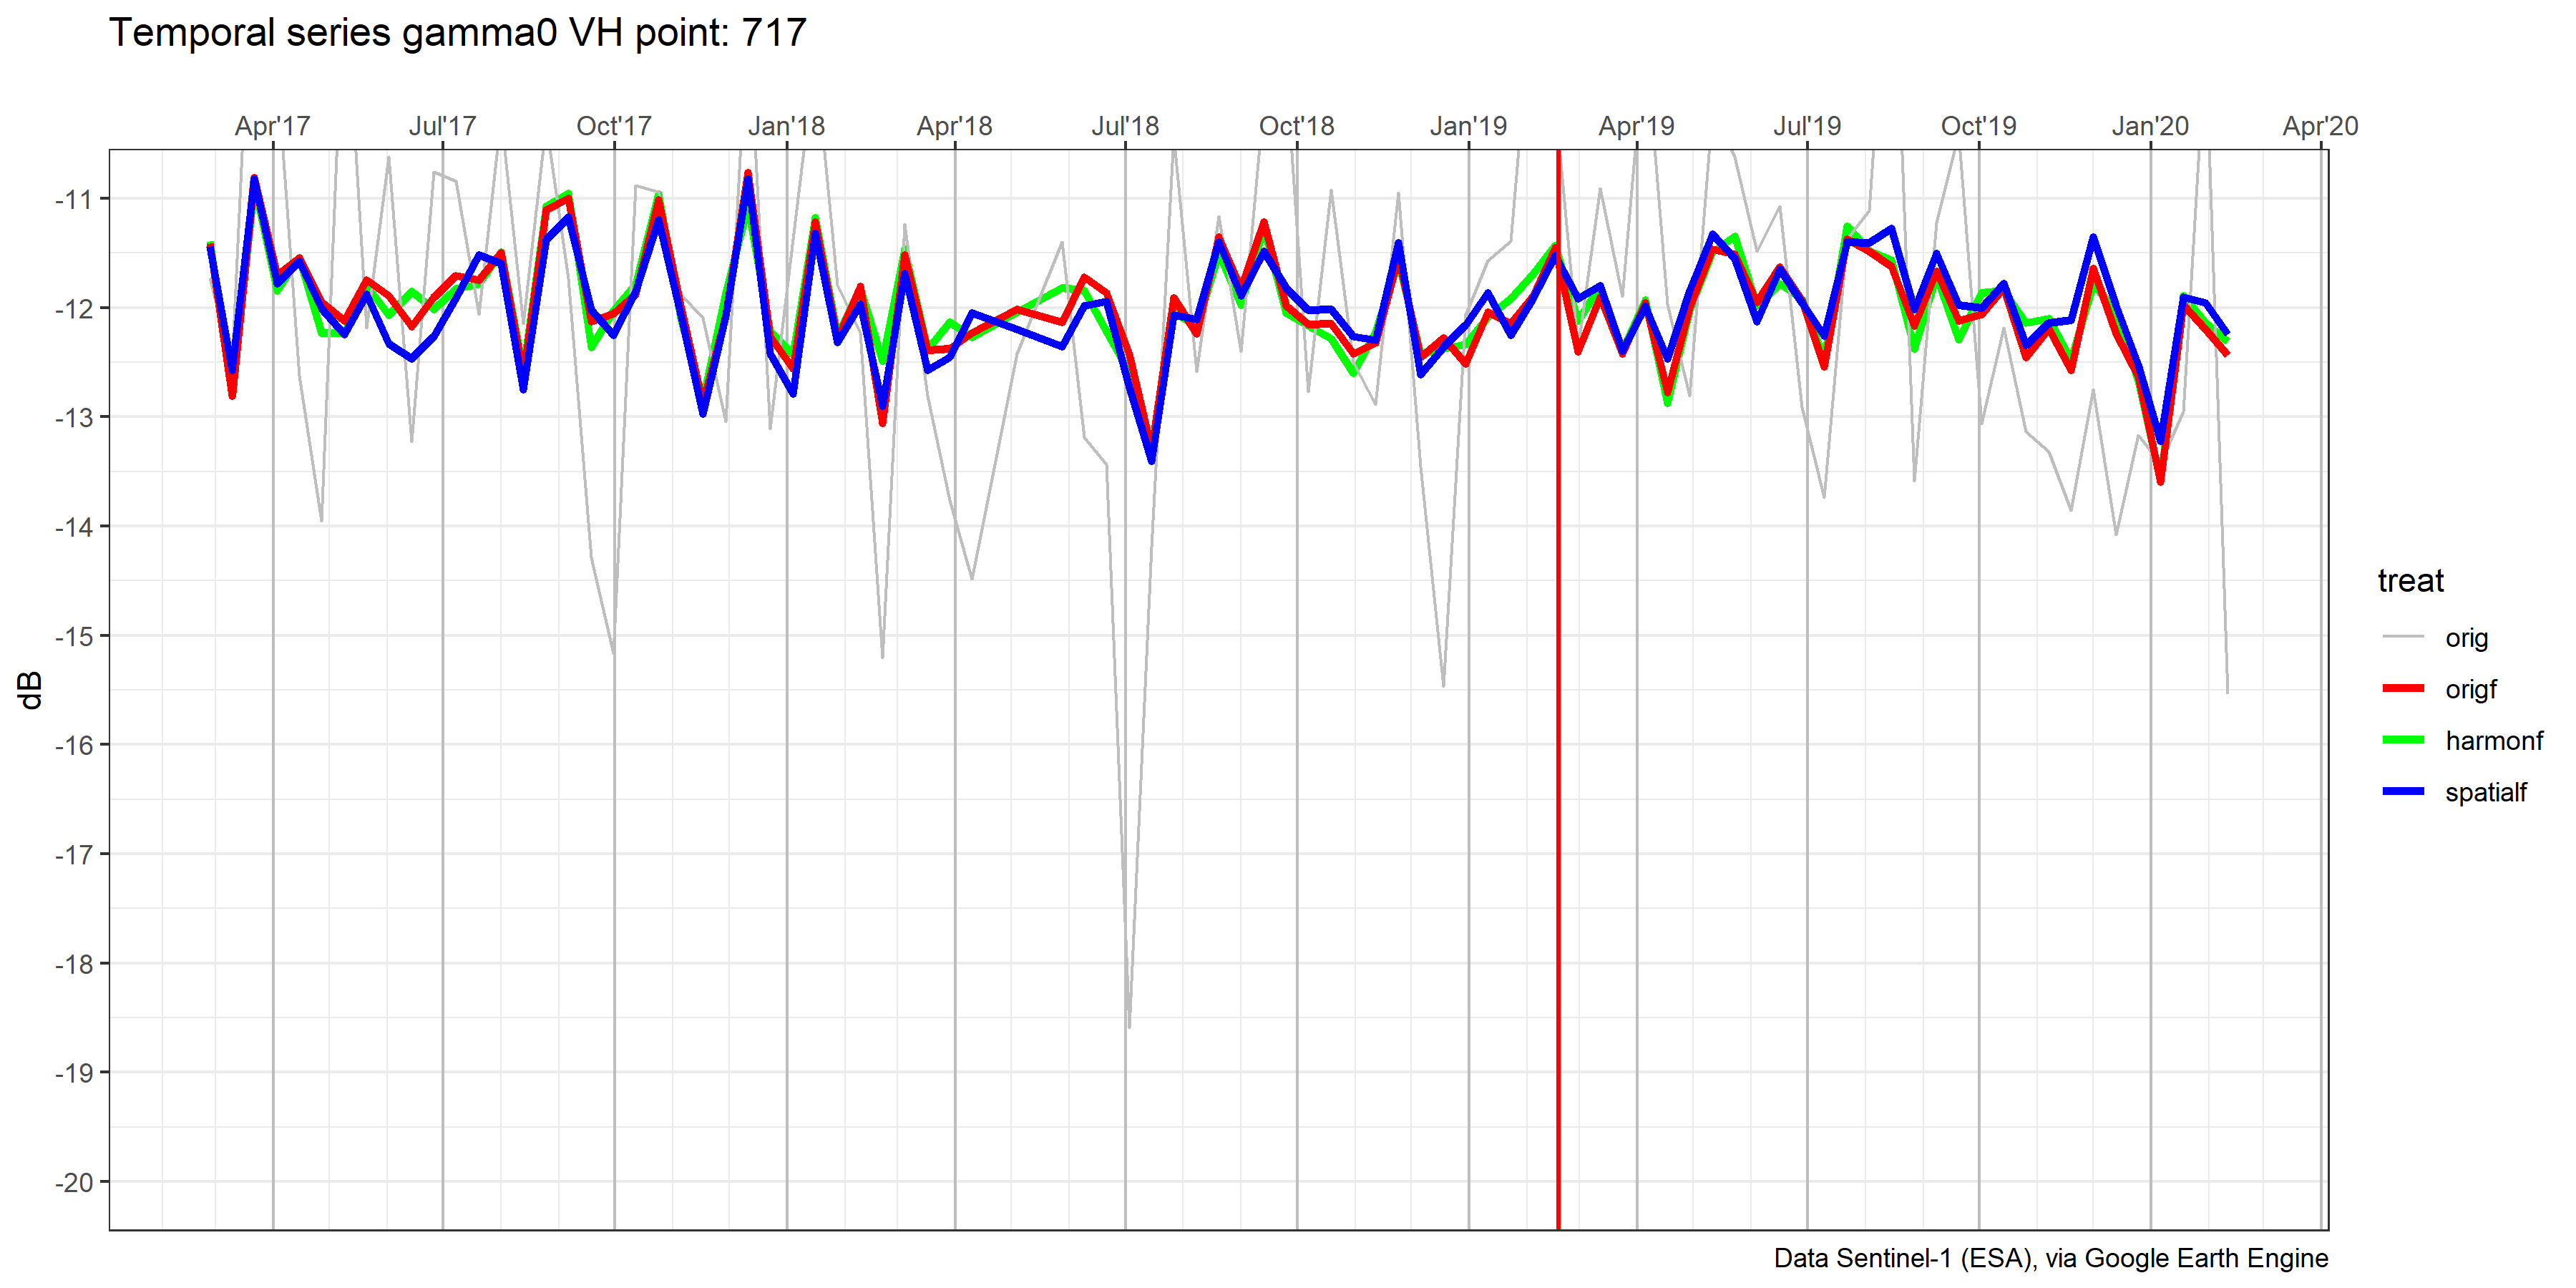 Temporal series gamma0 VH point: 717
Apr'17 Jul'17 Oct'17 Jan'18 Apr'18 Jul'18 Oct'18 Jan'19 Apr'19 Jul'19 Oct'19 Jan'20 Apr'20
-11
-12
-13
-14
-15
-16
-17
-18
-19
-20
dB
treat
orig
origf
harmonf
spatialf
Data Sentinel-1 (ESA), via Google Earth Engine